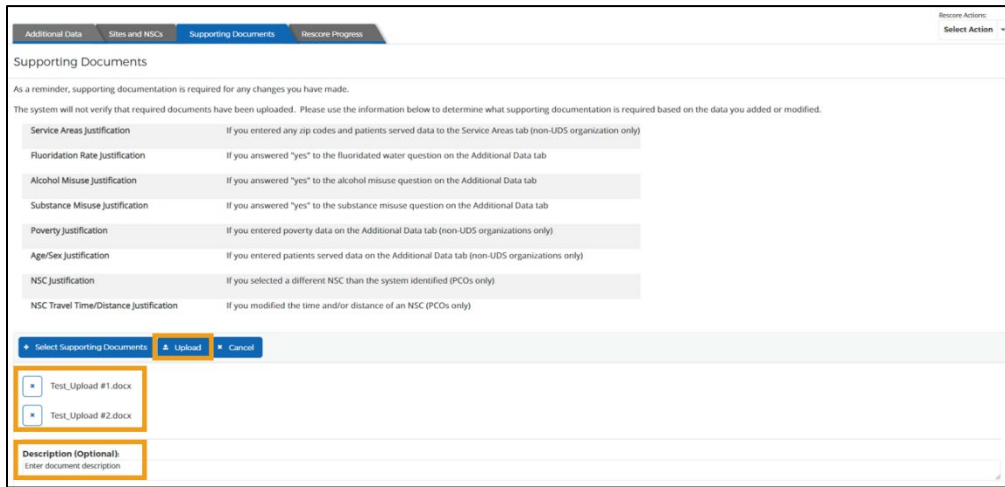 Rescore Actions:
Select Action
Additional Data Sites and NSCs Supporting Documents Rescore Progress
Supporting Documents
As a reminder, supporting documentation is required for any changes you have made.
The system will not verify that required documents have been uploaded. Please use the information below to determine what supporting documentation is required based on the data you added or modified.
Service Areas Justification If you entered any zip codes and patients served data to the Service Areas tab (non-UDS organization only)
Fluoridation Rate Justification If you answered "yes" to the fluoridated water question on the Additional Data tab
Alcohol Misuse Justification If you answered "yes" to the alcohol misuse question on the Additional Data tab
Substance Misuse Justification If you answered "yes" to the substance misuse question on the Additional Data tab
Poverty Justification If you entered poverty data on the Additional Data tab (non-UDS organizations only)
Age/Sex Justification If you entered patients served data on the Additional Data tab (non-UDS organizations only)
NSC Justification If you selected a different NSC than the system identified (PCOs only)
NSC Travel Time/Distance Justification If you modified the time and/or distance of an NSC (PCOs only)
+ Select Supporting Documents Upload × Cancel
× Test_Upload #1.docx
× Test_Upload #2.docx
Description (Optional):
Enter document description